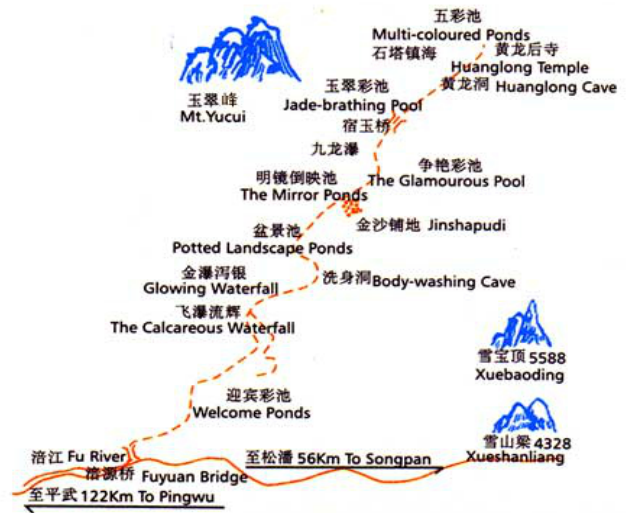 五彩池
Multi-coloured Ponds
石塔镇海
黄龙后寺
Huanglong Temple
黄龙洞 Huanglong Cave
玉翠峰
Mt.Yucui
玉翠彩池
Jade-brathing Pool
宿玉桥
九龙瀑
争艳彩池
The Glamourous Pool
明镜倒映池
The Mirror Ponds
金沙铺地 Jinshapudi
盆景池
Potted Landscape Ponds
金瀑泻银
Glowing Waterfall
洗身洞 Body-washing Cave
飞瀑流辉
The Calcareous Waterfall
雪宝顶 5588
Xuebaoding
迎宾彩池
Welcome Ponds
雪山梁 4328
Xueshanliang
涪江 Fu River
涪源桥 Fuyuan Bridge
至松潘 56Km To Songpan
至平武 122Km To Pingwu